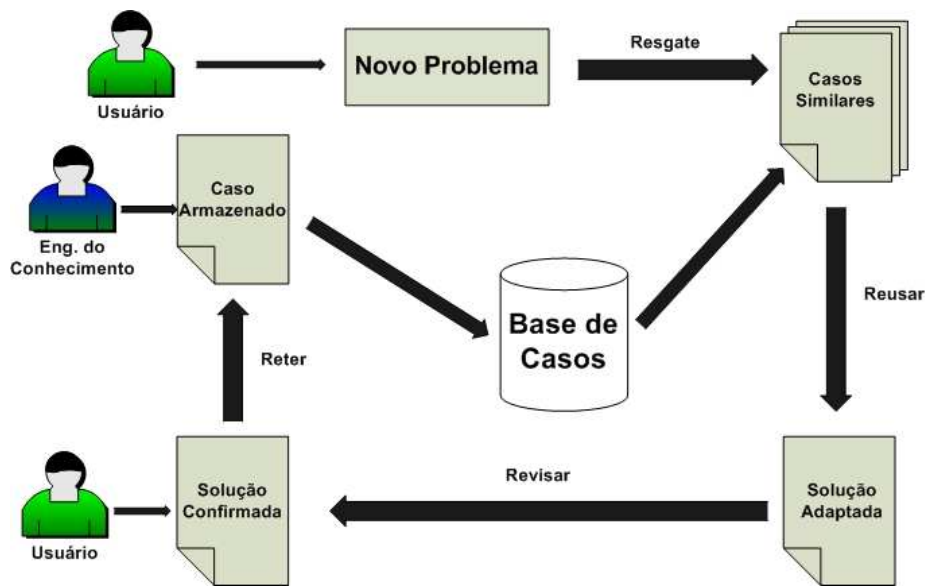 Usuário
Novo Problema
Resgate
Casos
Similares
Eng. do
Conhecimento
Caso
Armazenado
Base de
Casos
Reusar
Reter
Usuário
Solução
Confirmada
Revisar
Solução
Adaptada